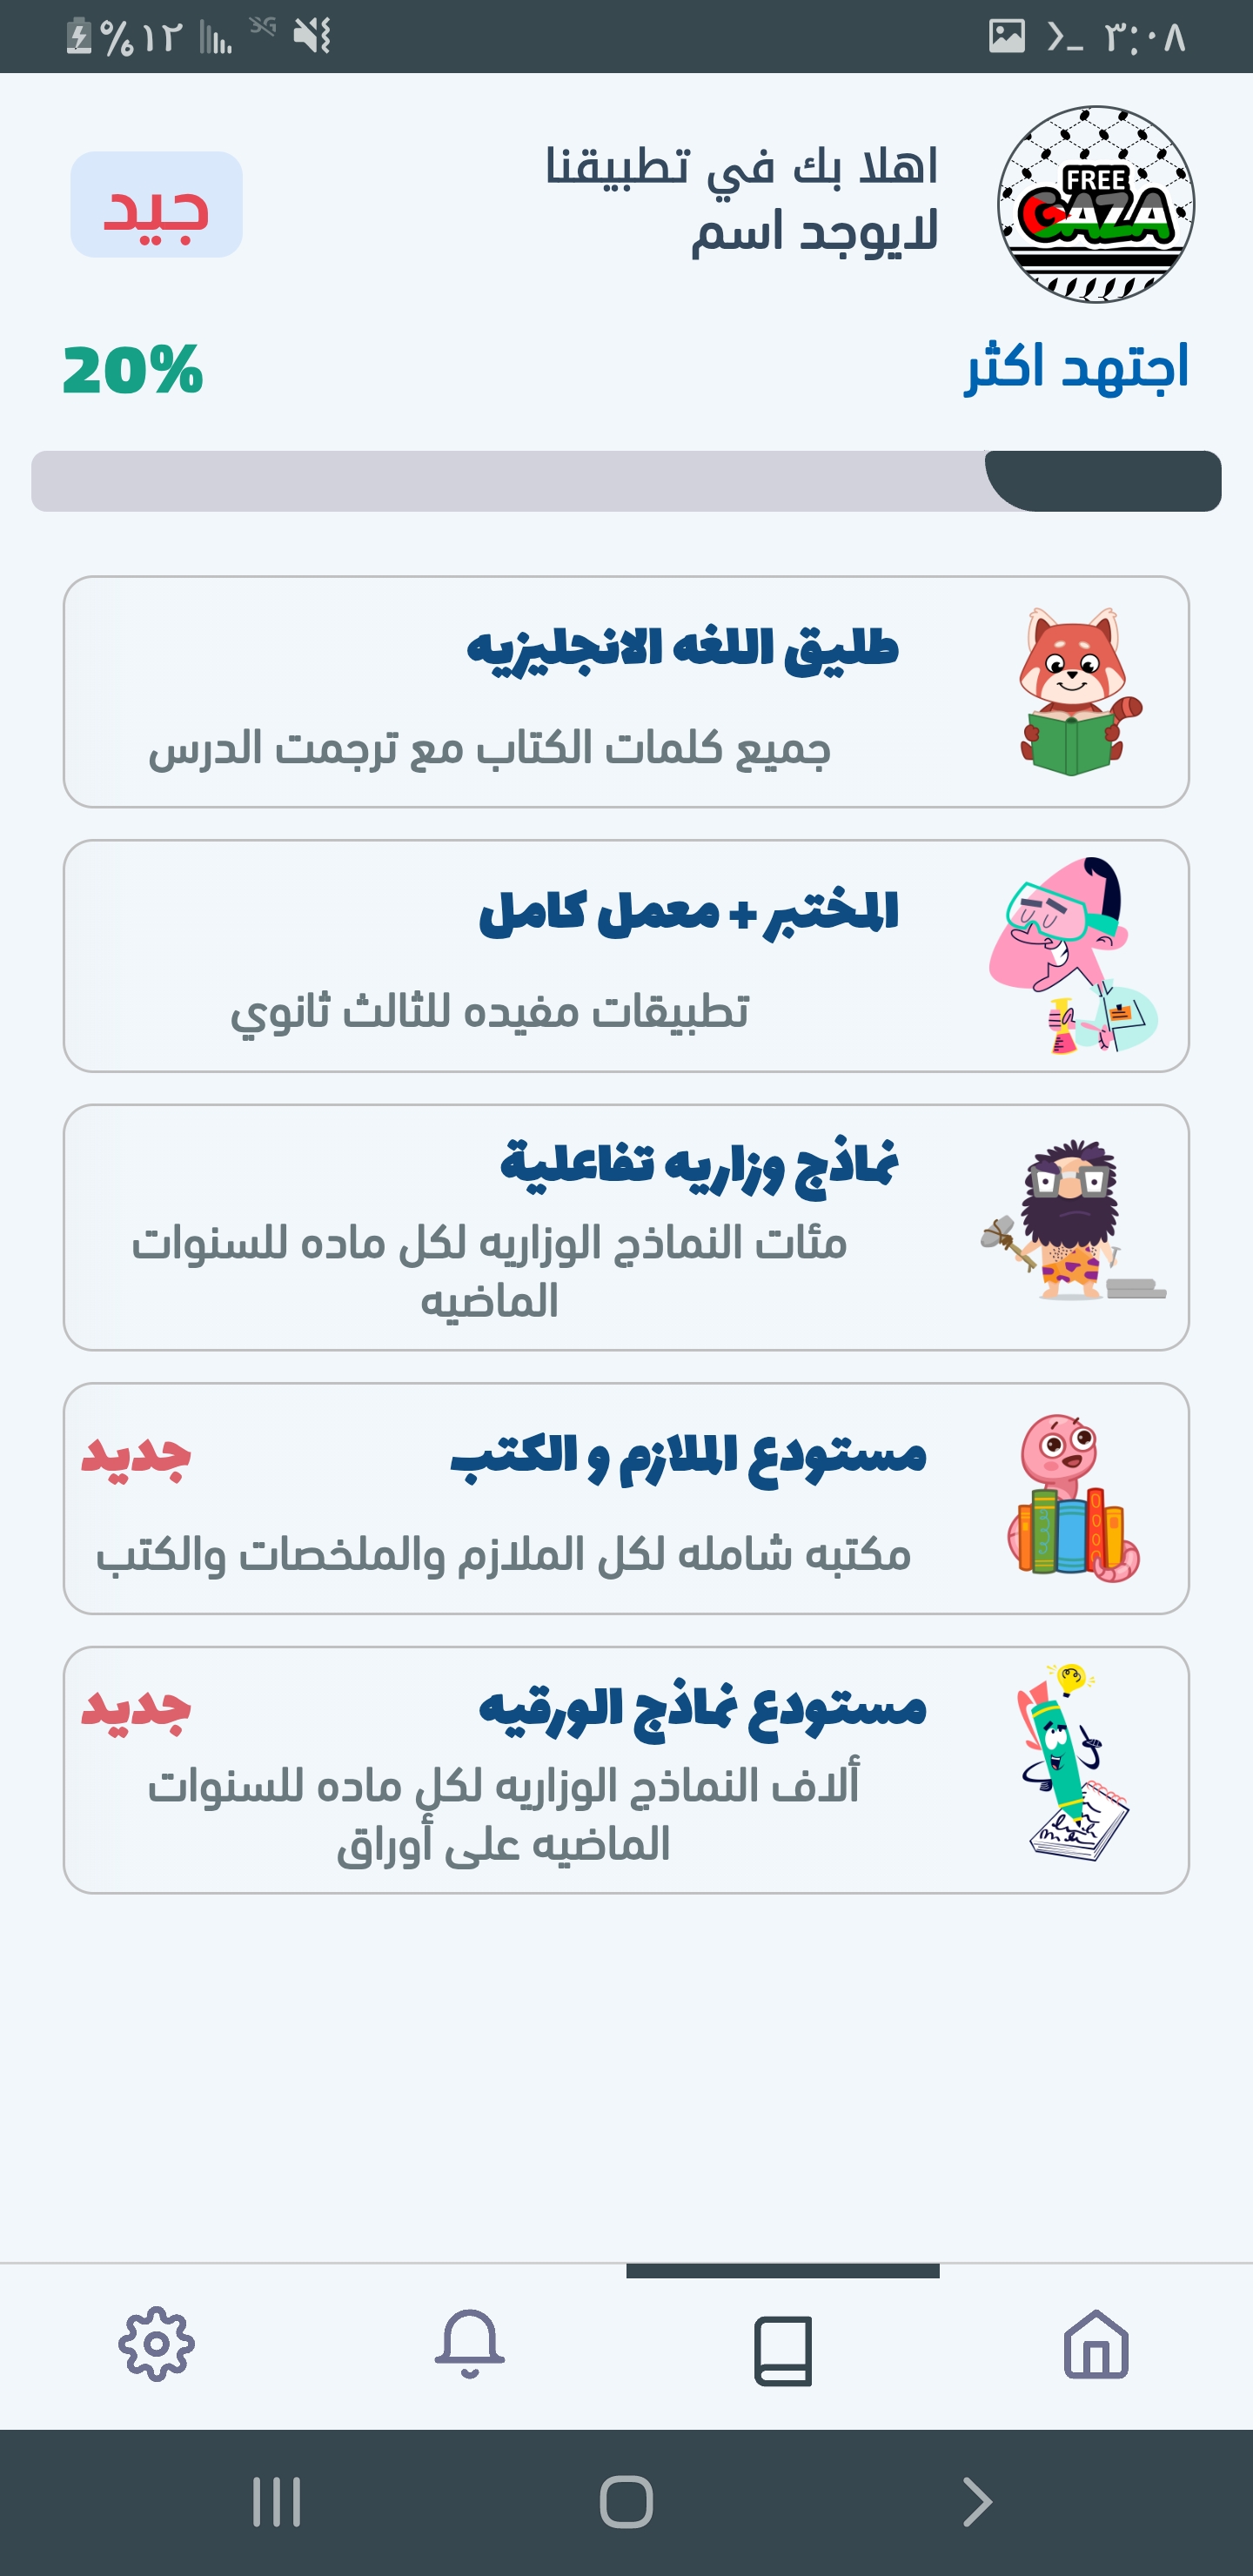 ٣:٠٨
%١٢
3G
FREE
GAZA
اهلا بك في تطبيقنا
لايوجد اسم
جيد
اجتهد اكثر
20%
طليق اللغه الانجليزيه
جميع كلمات الكتاب مع ترجمت الدرس
المختبر + معمل كامل
تطبيقات مفيده للثالث ثانوي
نماذج وزاريه تفاعلية
مئات النماذج الوزاريه لكل ماده للسنوات
الماضيه
مستودع الملازم و الكتب
جديد
مكتبه شامله لكل الملازم والملخصات والكتب
مستودع نماذج الورقيه
جديد
ألاف النماذج الوزاريه لكل ماده للسنوات
الماضيه على أوراق